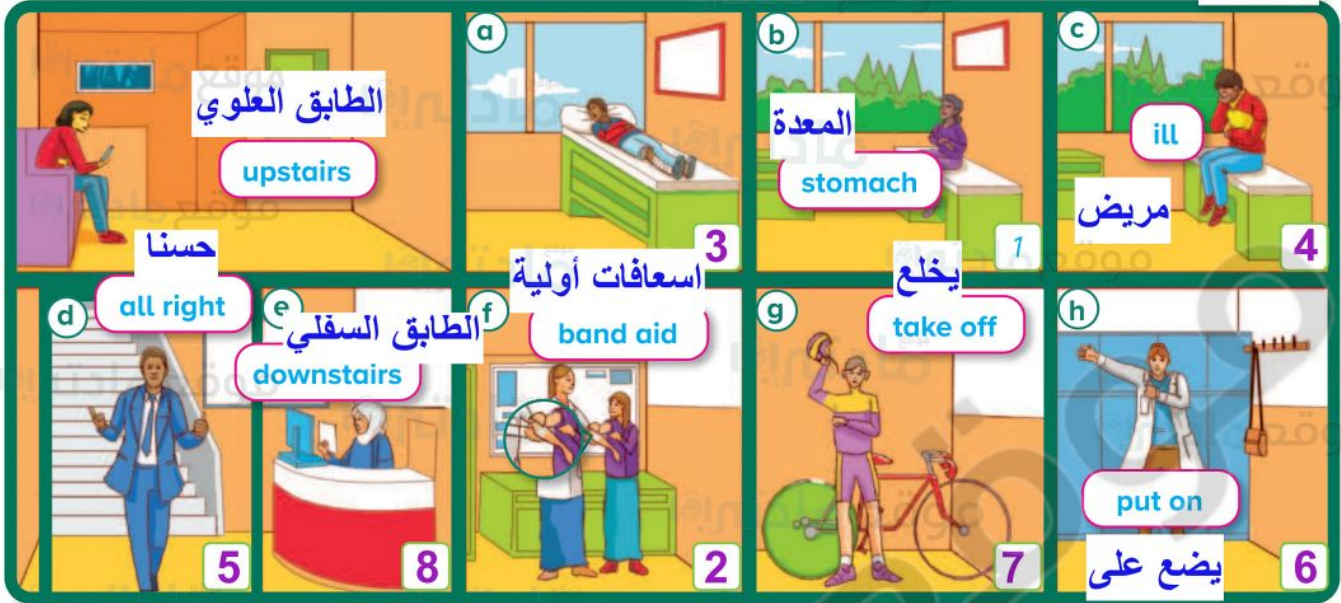 الطابق العلوي
upstairs
a
3
b
المعدة
stomach
1
c
ill
مريض
4
d
حسنا
all right
5
e
الطابق السفلي
downstairs
8
f
اسعافات أولية
band aid
2
g
يخلع
take off
7
h
put on
يضع على
6